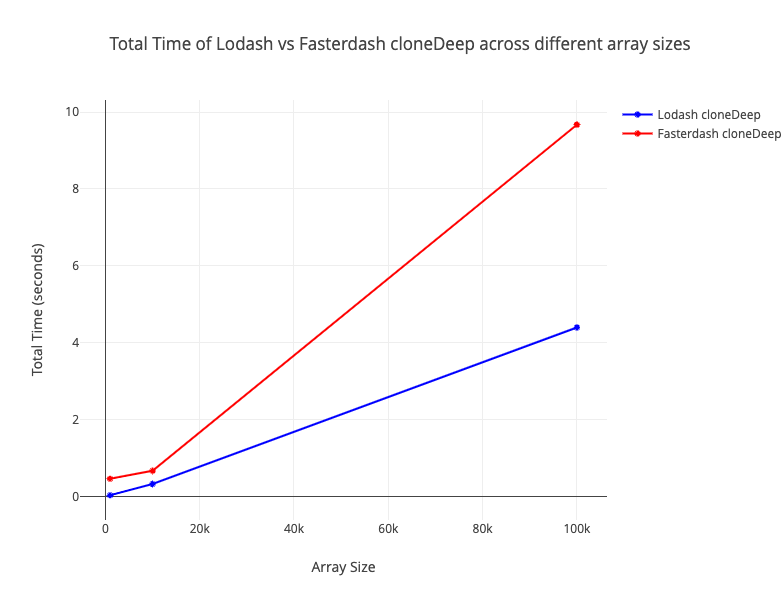 Total Time of Lodash vs Fasterdash cloneDeep across different array sizes
Lodash cloneDeep
Fasterdash cloneDeep
Total Time (seconds)
10
8
6
4
2
0
0 20k 40k 60k 80k 100k
Array Size